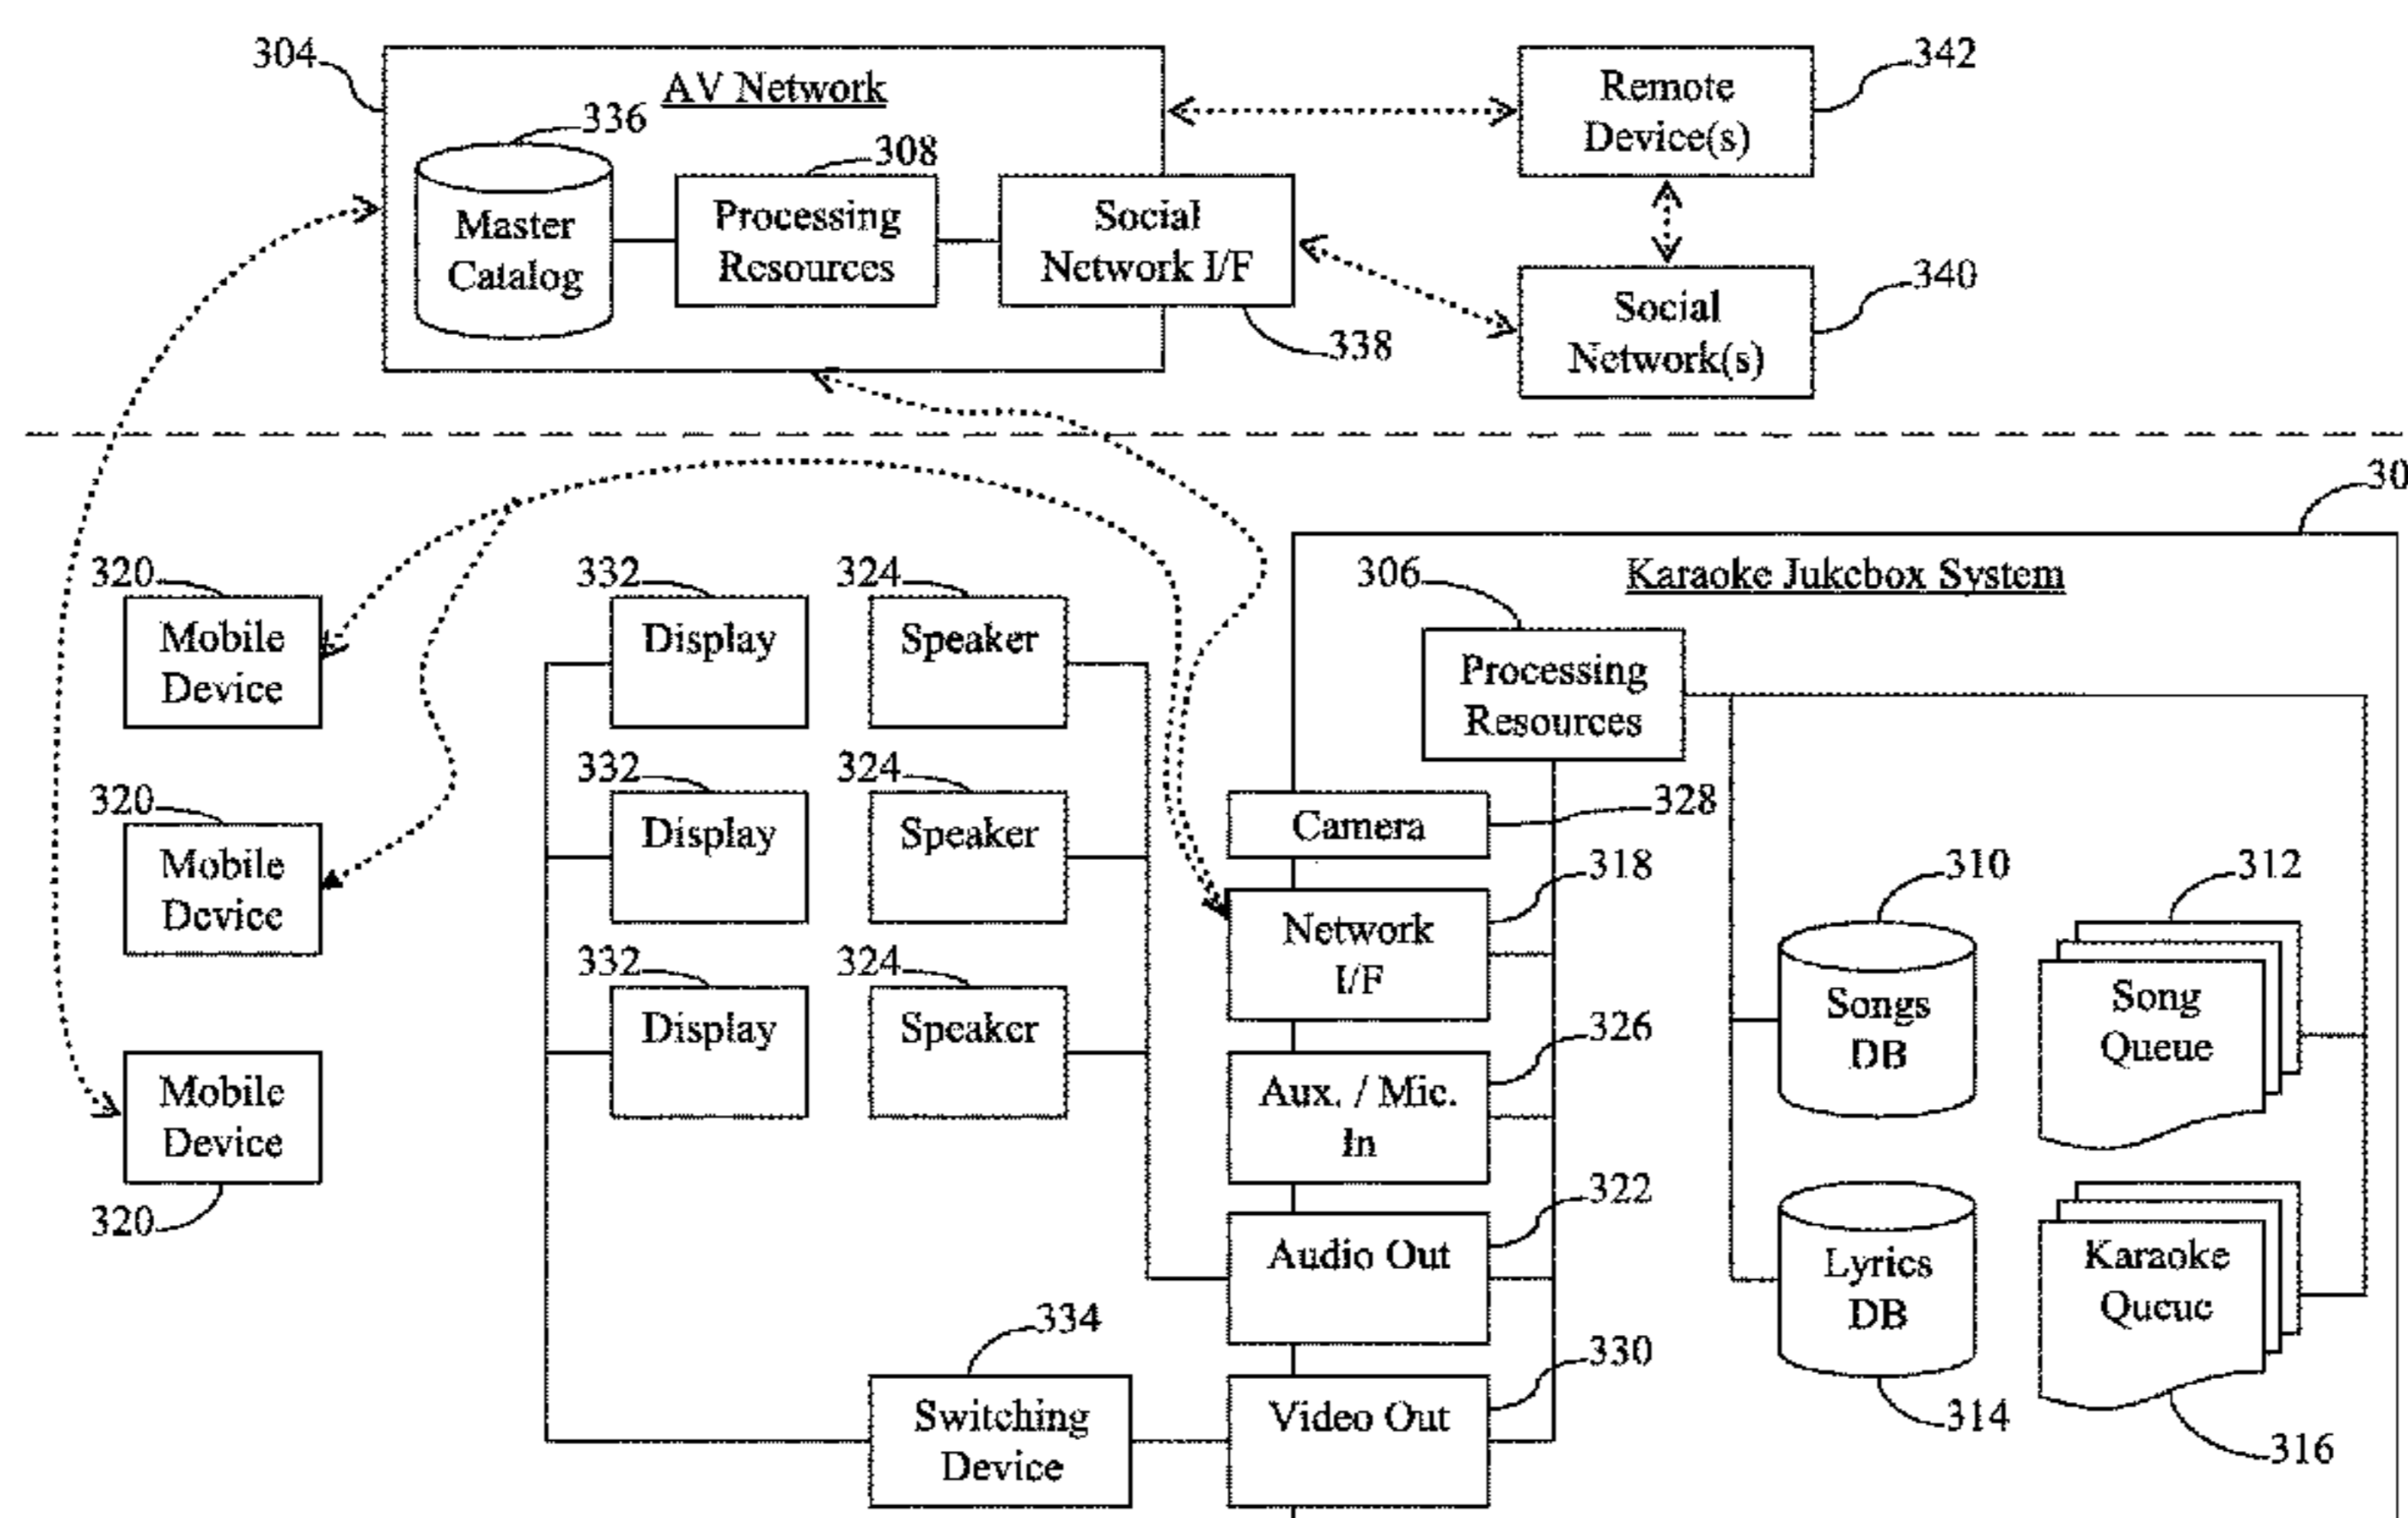 304
AV Network
336
308
Master
Catalog
Processing
Resources
Social
Network I/F
338
Remote
Device(s)
342
Social
Network(s)
340
30
Karaoke Jukebox System
320
Mobile
Device
320
Mobile
Device
Mobile
Device
320
332
Display
332
Display
332
Display
324
Speaker
324
Speaker
324
Speaker
306
Processing
Resources
Camera
328
318
Network
I/F
326
Aux. / Mic.
In
322
Audio Out
330
Video Out
334
Switching
Device
310
Songs
DB
312
Song
Queue
Lyrics
DB
314
Karaoke
Queue
316